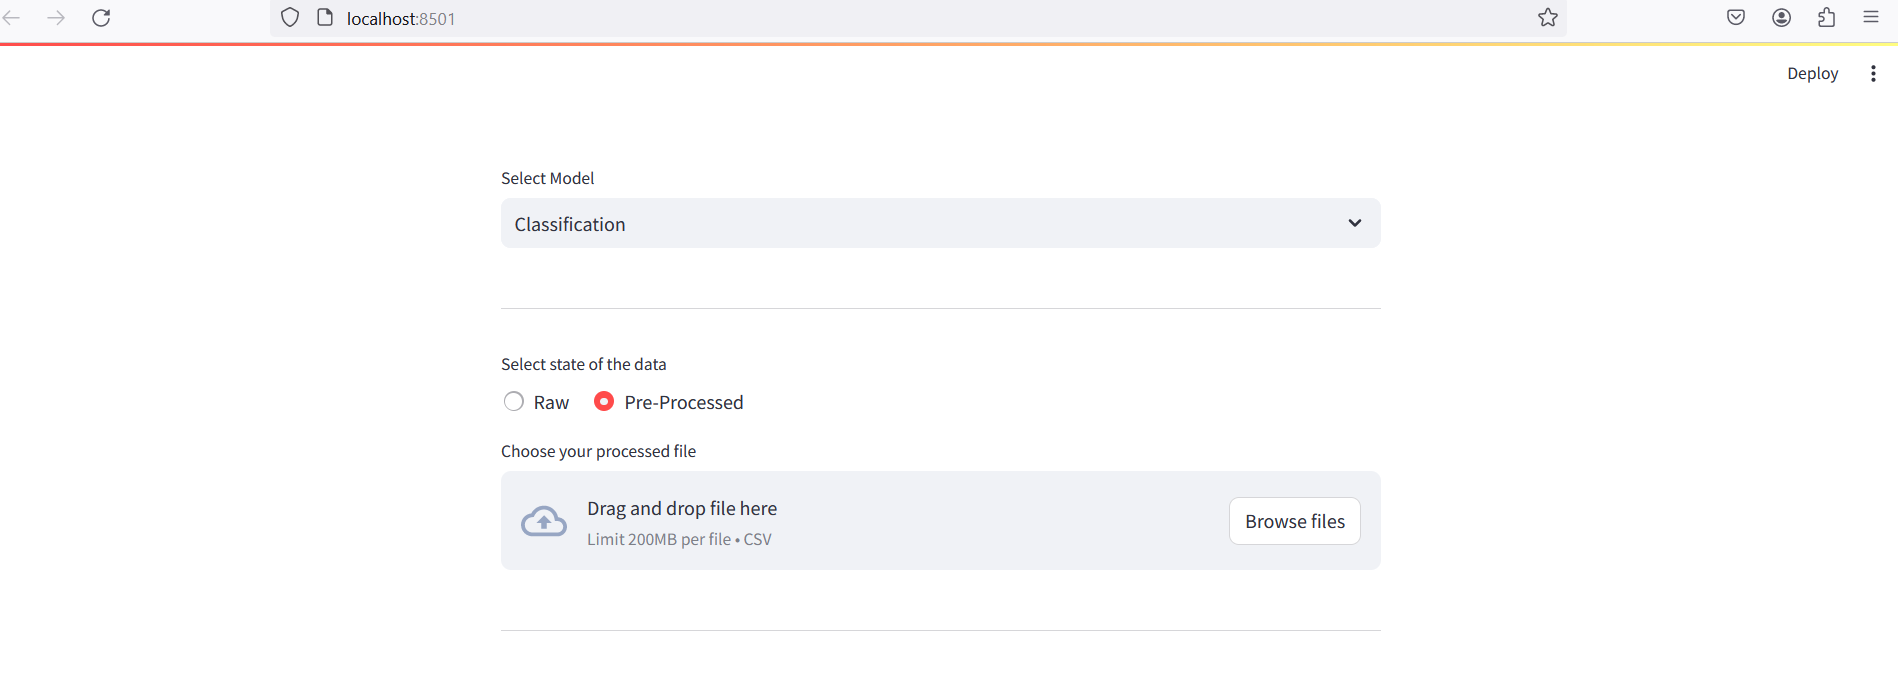 localhost:8501
Deploy
Select Model
Classification
Select state of the data
Raw Pre-Processed
Choose your processed file
Drag and drop file here
Limit 200MB per file • CSV
Browse files